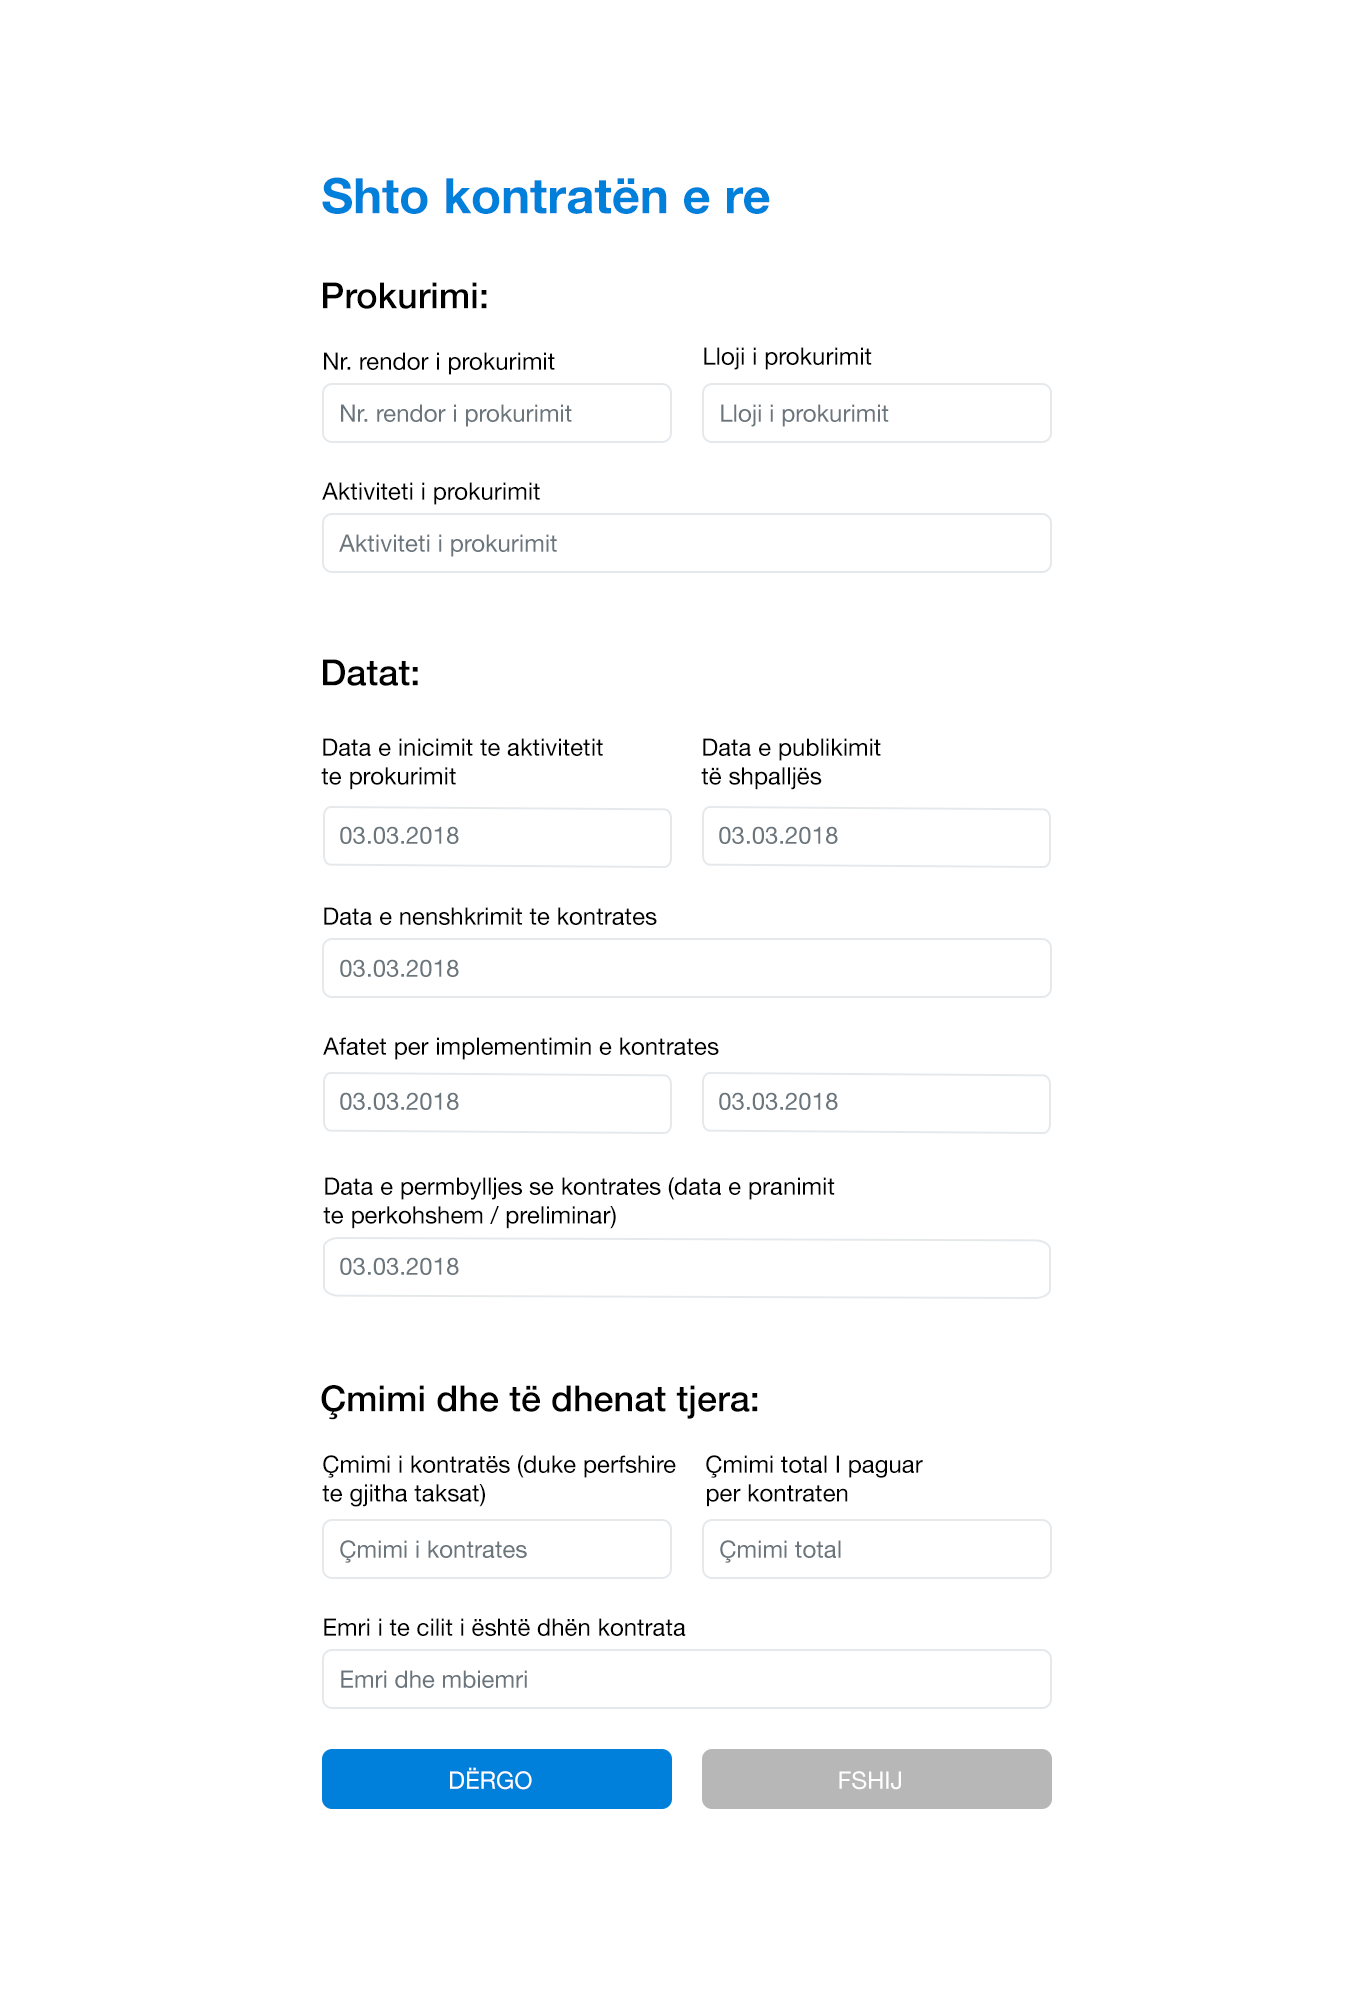 Shto kontratën e re
Prokurimi:
Nr. rendor i prokurimit
Lloji i prokurimit
Nr. rendor i prokurimit
Lloji i prokurimit
Aktiviteti i prokurimit
Aktiviteti i prokurimit
Datat:
Data e inicimit te aktivitetit
te prokurimit
Data e publikimit
të shpalljës
03.03.2018
03.03.2018
Data e nenshkrimit te kontrates
03.03.2018
Afatet per implementimin e kontrates
03.03.2018
03.03.2018
Data e permbylljes se kontrates (data e pranimit
te perkohshem / preliminar)
03.03.2018
Çmimi dhe të dhenat tjera:
Çmimi i kontratës (duke perfshire
te gjitha taksat)
Çmimi total I paguar
per kontraten
Çmimi i kontrates
Çmimi total
Emri i te cilit i është dhën kontrata
Emri dhe mbiemri
DËRGO
FSHIJ